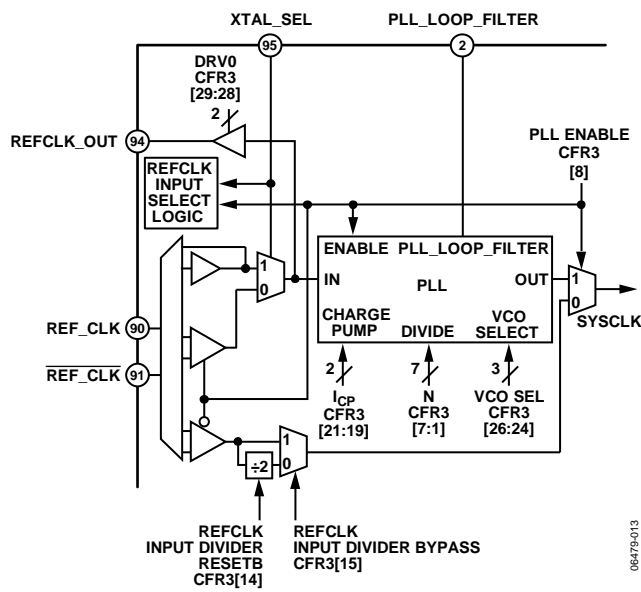 XTAL_SEL
PLL_LOOP_FILTER
95
2
DRV0
CFR3
[29:28]
2
REFCLK_OUT
94
PLL ENABLE
CFR3
[8]
REFCLK
INPUT
SELECT
LOGIC
ENABLE PLL_LOOP_FILTER
1
0
IN
PLL
OUT
1
0
SYSCLK
REF_CLK
90
CHARGE
PUMP
DIVIDE
VCO
SELECT
REF_CLK
91
2
7
3
ICP
CFR3
[21:19]
N
CFR3
[7:1]
VCO SEL
CFR3
[26:24]
1
0
÷2
REFCLK
INPUT DIVIDER
RESETB
CFR3[14]
REFCLK
INPUT DIVIDER BYPASS
CFR3[15]
06479-013